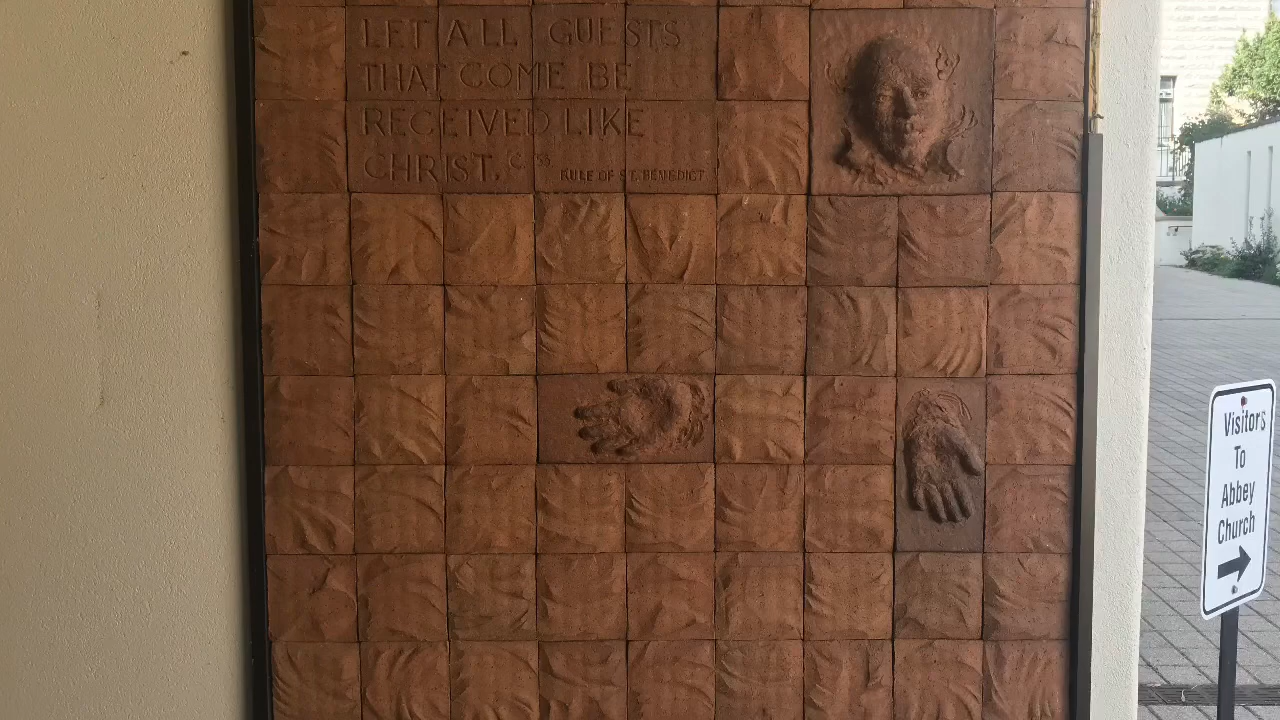 LET ALL GUESTS
THAT COME BE
RECEIVED LIKE
CHRIST. C. 53
RULE OF ST. BENEDICT
Visitors
To
Abbey
Church